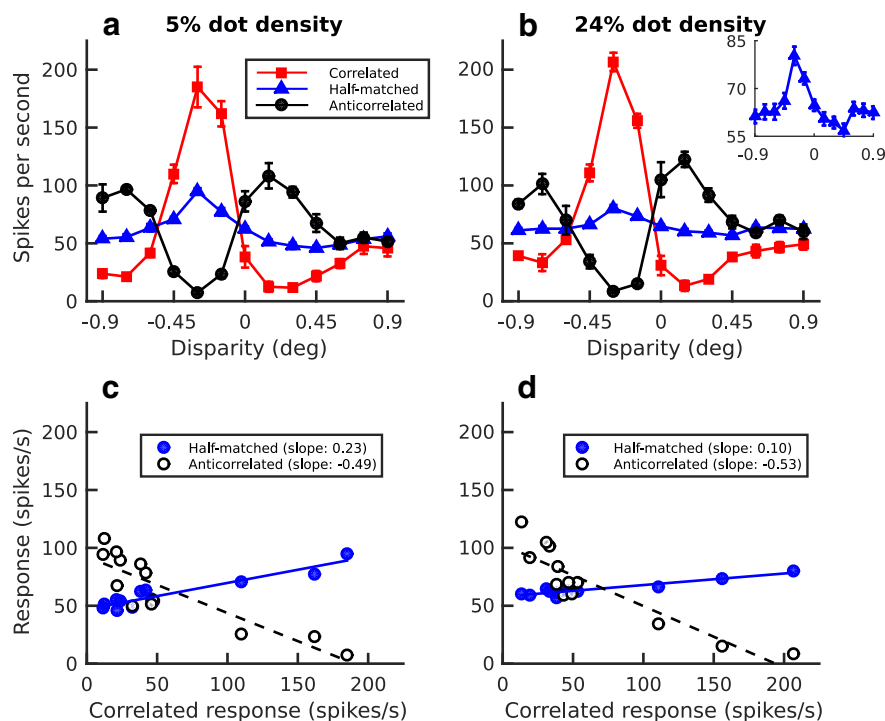 a
5% dot density
b
24% dot density
Spikes per second
200
150
100
50
0
-0.9
-0.45
0
0.45
0.9
Disparity (deg)
Correlated
Half-matched
Anticorrelated
200
150
100
50
0
-0.9
-0.45
0
0.45
0.9
Disparity (deg)
85
70
55
-0.9
0
0.9
c
d
Response (spikes/s)
200
150
100
50
0
0
50
100
150
200
Correlated response (spikes/s)
Half-matched (slope: 0.23)
Anticorrelated (slope: -0.49)
200
150
100
50
0
0
50
100
150
200
Correlated response (spikes/s)
Half-matched (slope: 0.10)
Anticorrelated (slope: -0.53)